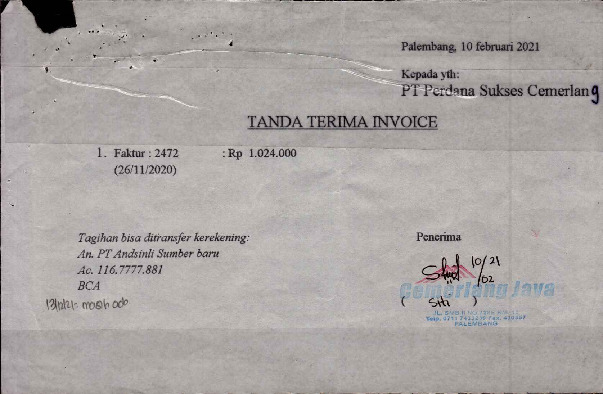 Palembang, 10 februari 2021
Kepada yth:
PT Perdana Sukses Cemerlang
TANDA TERIMA INVOICE
1. Faktur : 2472 : Rp 1.024.000
(26/11/2020)
Tagihan bisa ditransfer kerekening:
An. PT Andsinli Sumber baru
Ac. 116.7777.881
BCA
Penerima
10/21
/02
Cemerlang Java
( Siti )
PALEMBANG